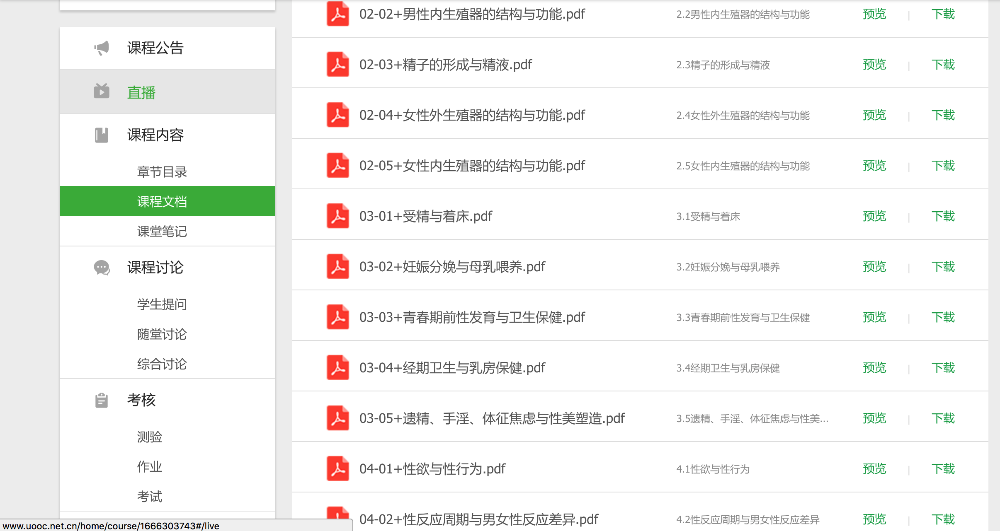 课程公告
直播
课程内容
章节目录
课程文档
课堂笔记
课程讨论
学生提问
随堂讨论
综合讨论
考核
测验
作业
考试
02-02+男性内生殖器的结构与功能.pdf 2.2男性内生殖器的结构与功能 预览 | 下载
02-03+精子的形成与精液.pdf 2.3精子的形成与精液 预览 | 下载
02-04+女性外生殖器的结构与功能.pdf 2.4女性外生殖器的结构与功能 预览 | 下载
02-05+女性内生殖器的结构与功能.pdf 2.5女性内生殖器的结构与功能 预览 | 下载
03-01+受精与着床.pdf 3.1受精与着床 预览 | 下载
03-02+妊娠分娩与母乳喂养.pdf 3.2妊娠分娩与母乳喂养 预览 | 下载
03-03+青春期前性发育与卫生保健.pdf 3.3青春期前性发育与卫生保健 预览 | 下载
03-04+经期卫生与乳房保健.pdf 3.4经期卫生与乳房保健 预览 | 下载
03-05+遗精、手淫、体征焦虑与性美塑造.pdf 3.5遗精、手淫、体征焦虑与性美... 预览 | 下载
04-01+性欲与性行为.pdf 4.1性欲与性行为 预览 | 下载
04-02+性反应周期与男女性反应差异.pdf 4.2性反应周期与男女性反应差异 预览 | 下载
www.uooc.net.cn/home/course/1666303743#/live